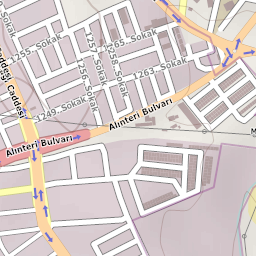 1265. Sokak
1255. Sokak
1257. Sokak
1258. Sokak
1263. Sokak
1256. Sokak
1249. Sokak
Caddesi
Caddesi
Alınteri Bulvarı
Alınteri Bulvarı
M